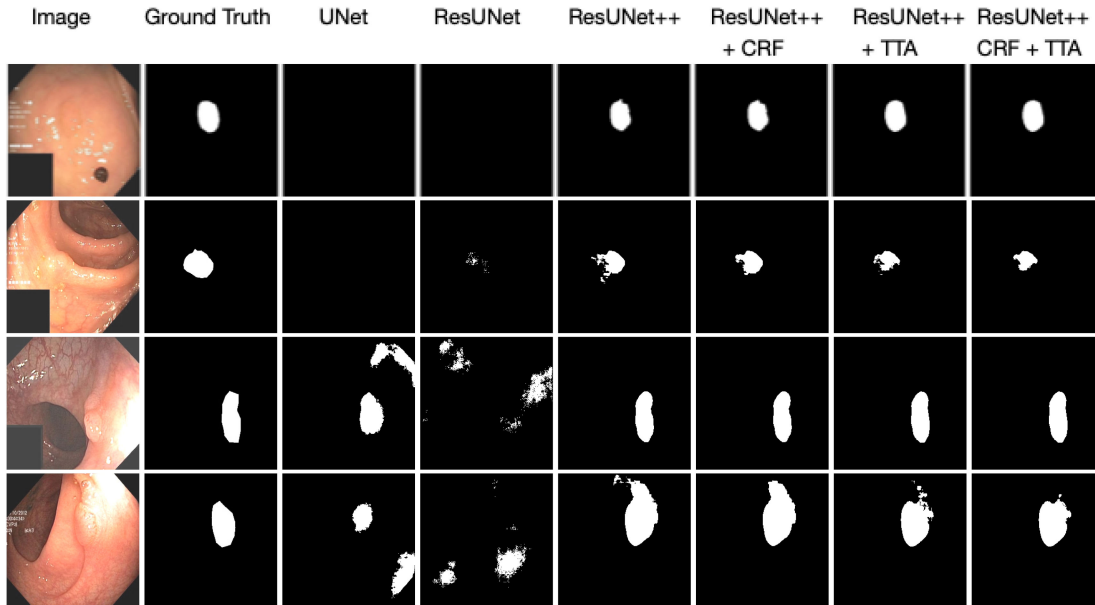 Image
Ground Truth
UNet
ResUNet
ResUNet++
ResUNet++
+ CRF
ResUNet++
+ TTA
ResUNet++
CRF + TTA